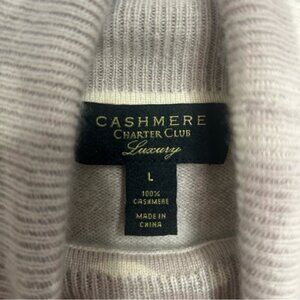 CASHMERE
CHARTER CLUB
Luxury
L
100%
CASHMERE
MADE IN
CHINA